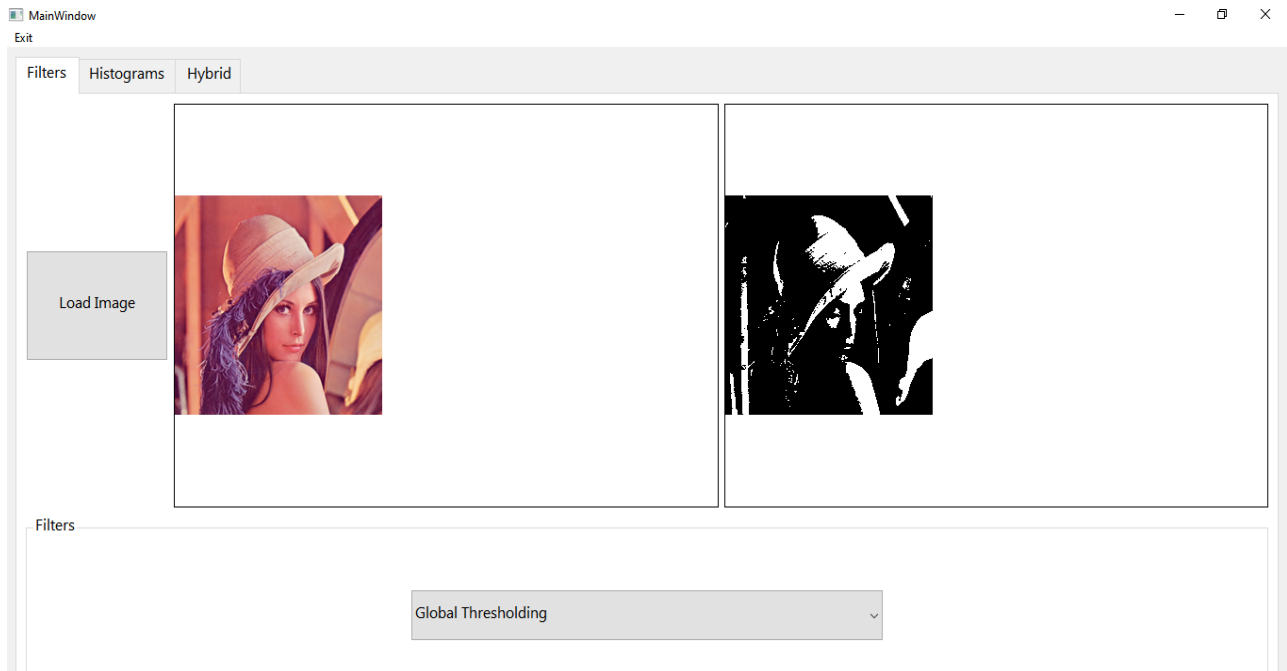 MainWindow
Exit
Filters
Histograms
Hybrid
Load Image
Filters
Global Thresholding